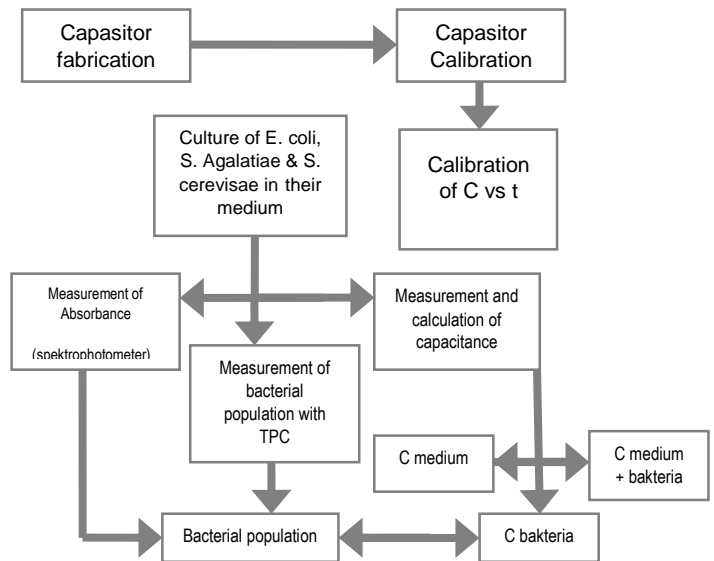 Capasitor
fabrication
Capasitor
Calibration
Culture of E. coli,
S. Agalatiae & S.
cerevisae in their
medium
Calibration
of C vs t
Measurement of
Absorbance
(spektrophotometer)
Measurement and
calculation of
capacitance
Measurement of
bacterial
population with
TPC
C medium
C medium
+ bakteria
Bacterial population
C bakteria